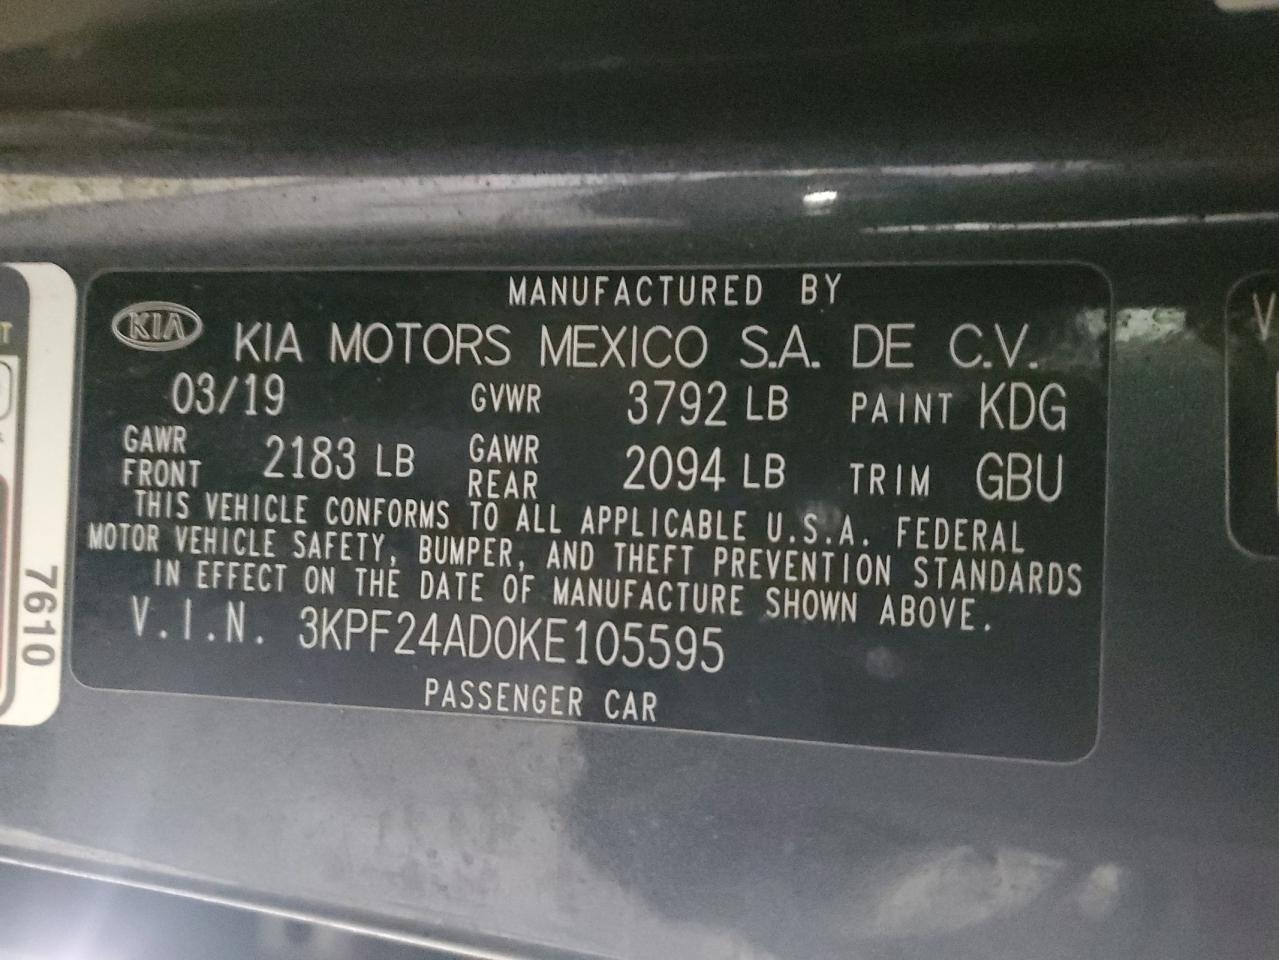 MANUFACTURED BY
KIA KIA MOTORS MEXICO S.A. DE C.V.
03/19 GVWR 3792 LB PAINT KDG
GAWR FRONT 2183 LB GAWR REAR 2094 LB TRIM GBU
THIS VEHICLE CONFORMS TO ALL APPLICABLE U.S.A. FEDERAL
MOTOR VEHICLE SAFETY, BUMPER, AND THEFT PREVENTION STANDARDS
IN EFFECT ON THE DATE OF MANUFACTURE SHOWN ABOVE.
V.I.N. 3KPF24AD0KE105595
PASSENGER CAR
7610